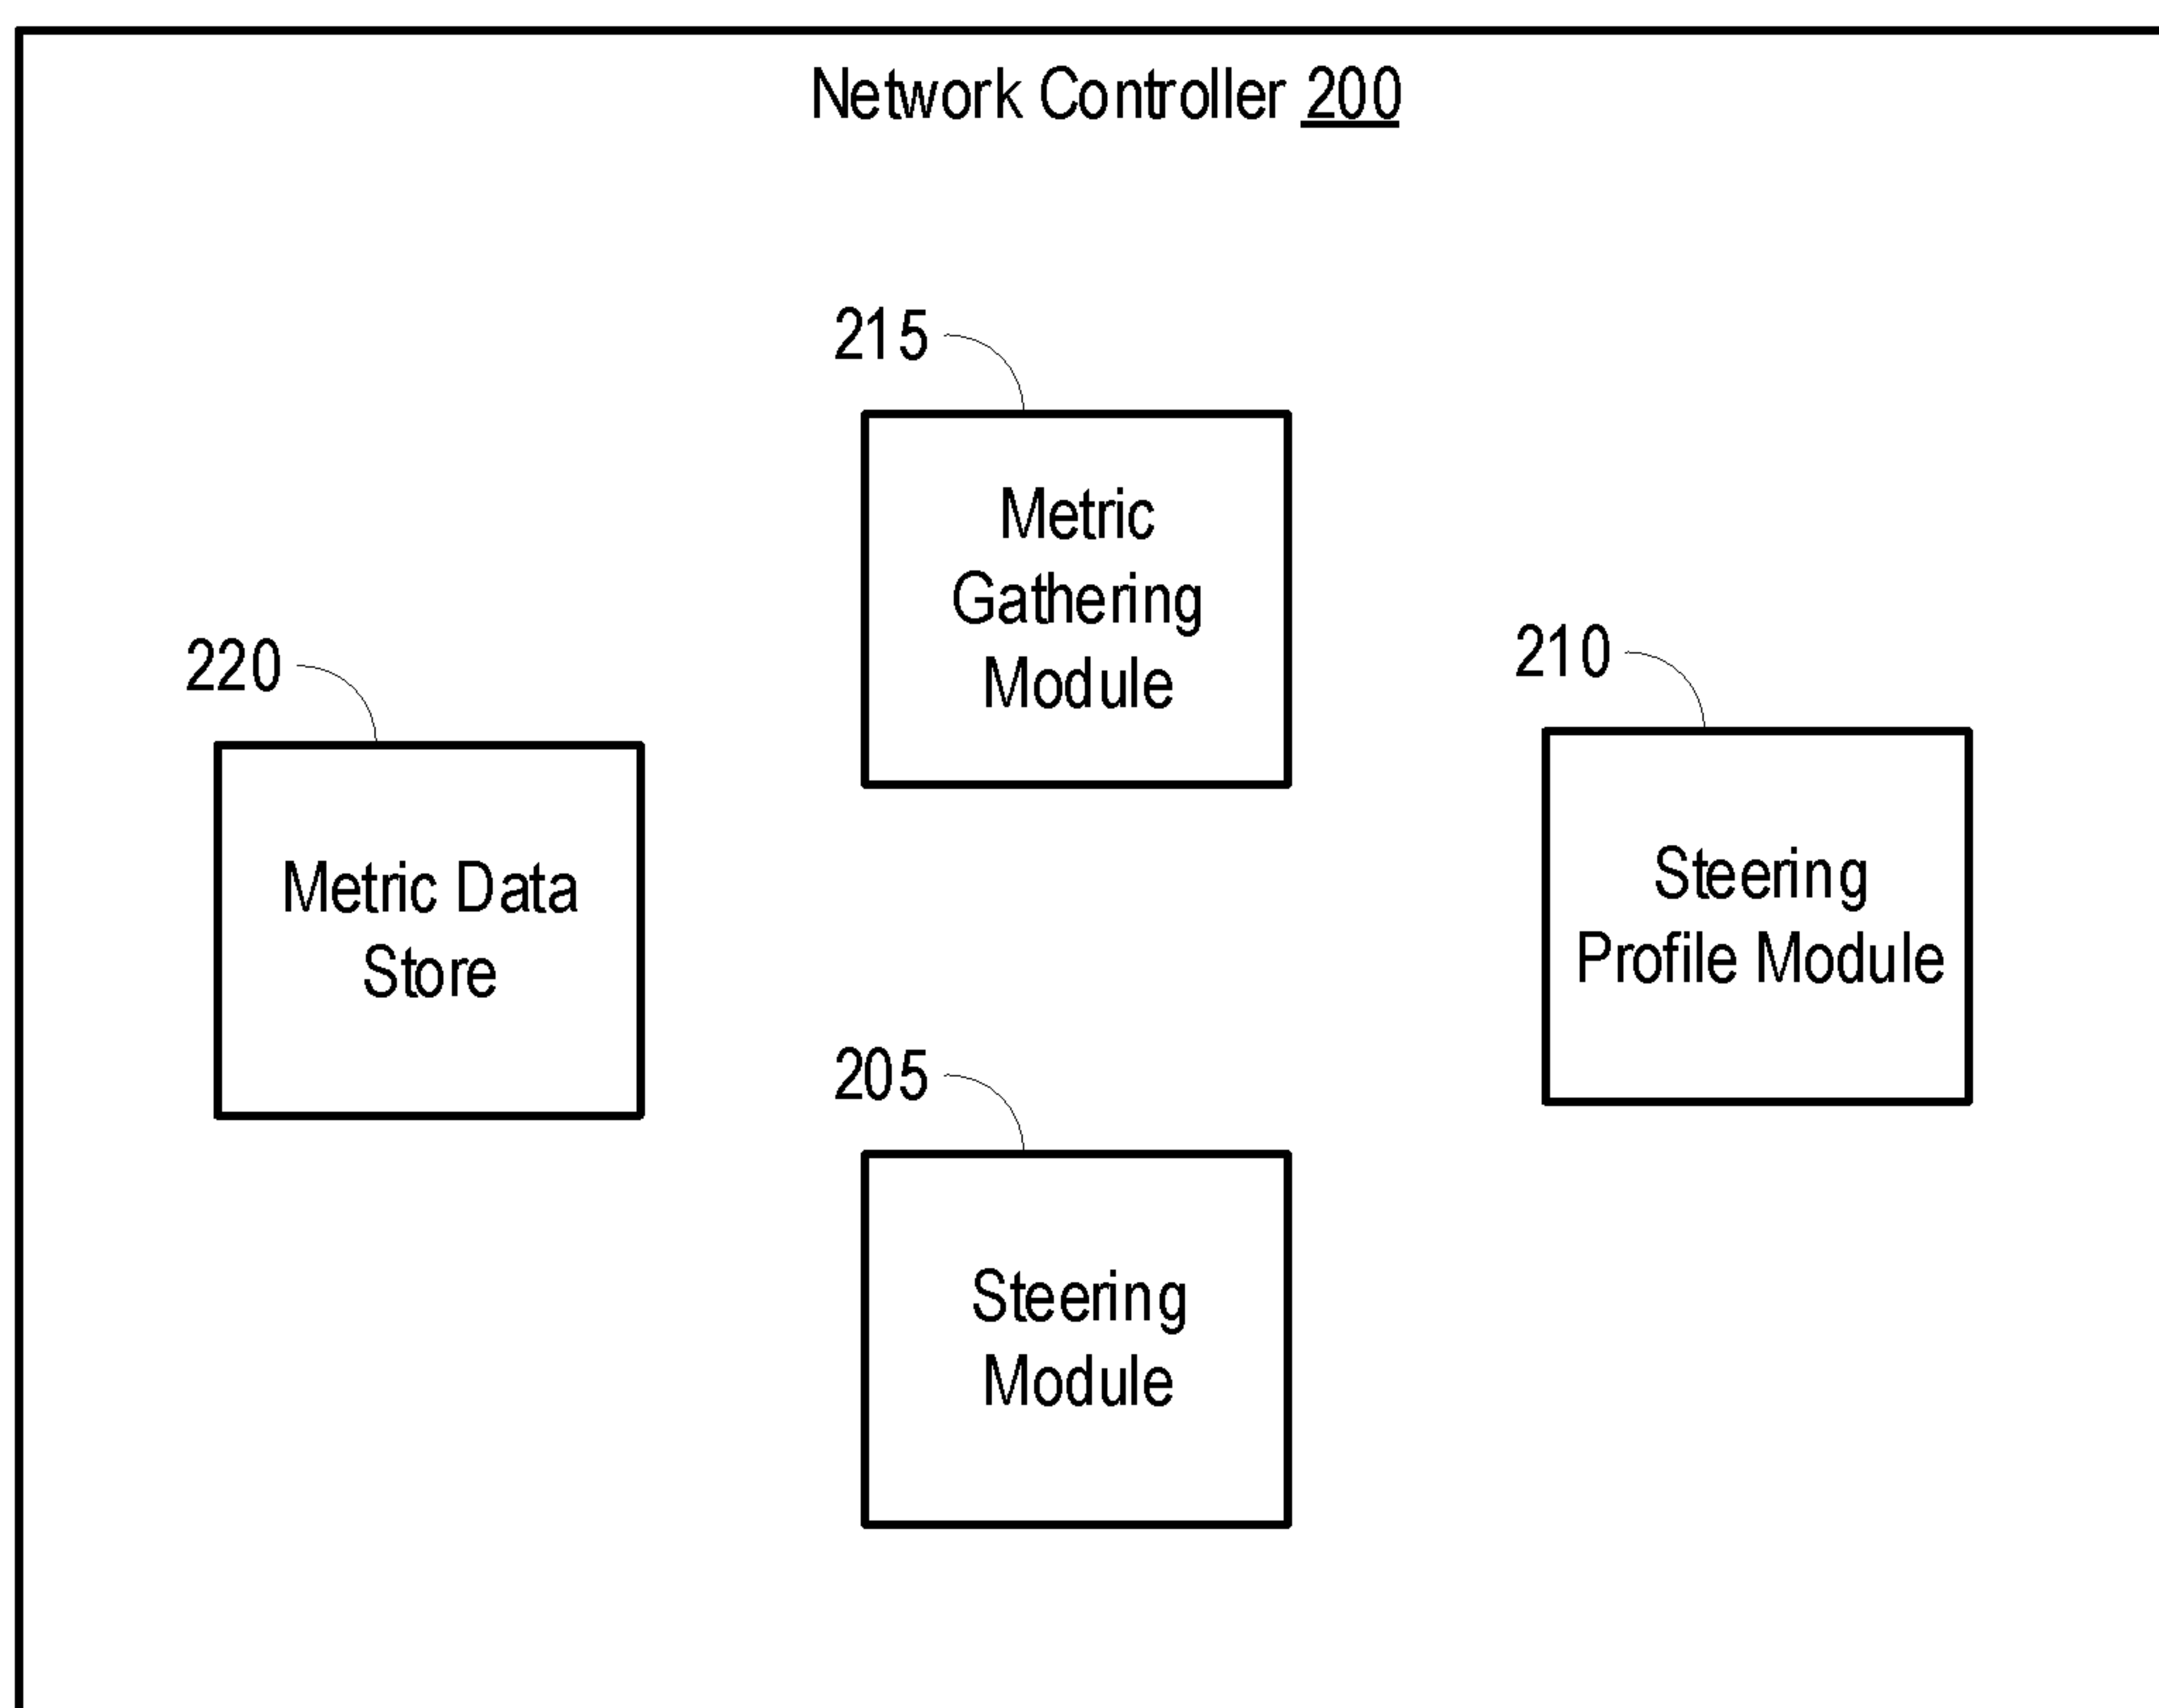 Network Controller 200
215
Metric
Gathering
Module
220
Metric Data
Store
210
Steering
Profile Module
205
Steering
Module